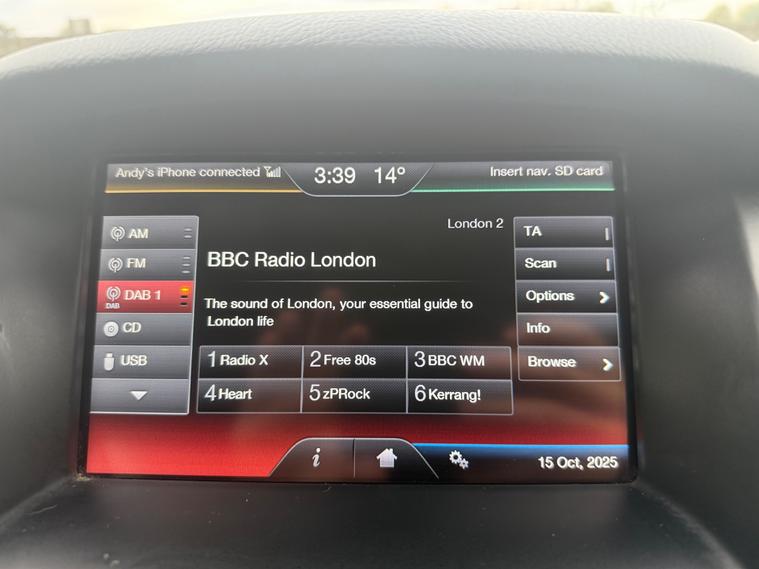 Andy's iPhone connected
3:39 14°
Insert nav. SD card
AM
FM
DAB 1
DAB
CD
USB
London 2
BBC Radio London
The sound of London, your essential guide to
London life
1 Radio X
2 Free 80s
3 BBC WM
4 Heart
5 zPRock
6 Kerrang!
TA
Scan
Options
Info
Browse
i
15 Oct, 2025